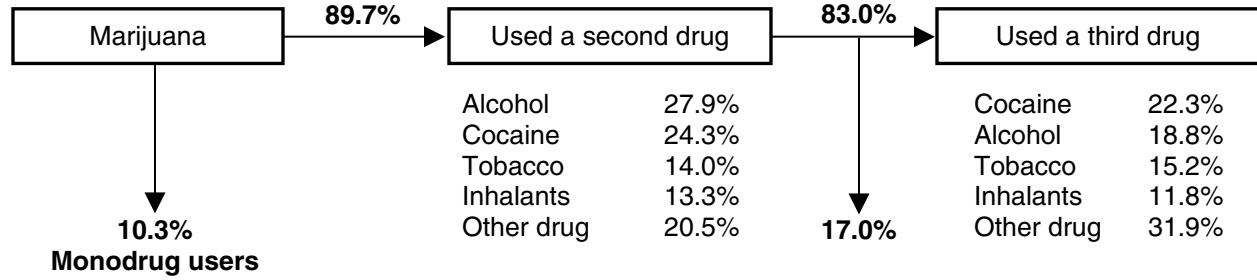 89.7% 83.0%
Marijuana Used a second drug Used a third drug
Alcohol 27.9% Cocaine 22.3%
Cocaine 24.3% Alcohol 18.8%
Tobacco 14.0% Tobacco 15.2%
Inhalants 13.3% Inhalants 11.8%
10.3% Other drug 20.5% 17.0% Other drug 31.9%
Monodrug users